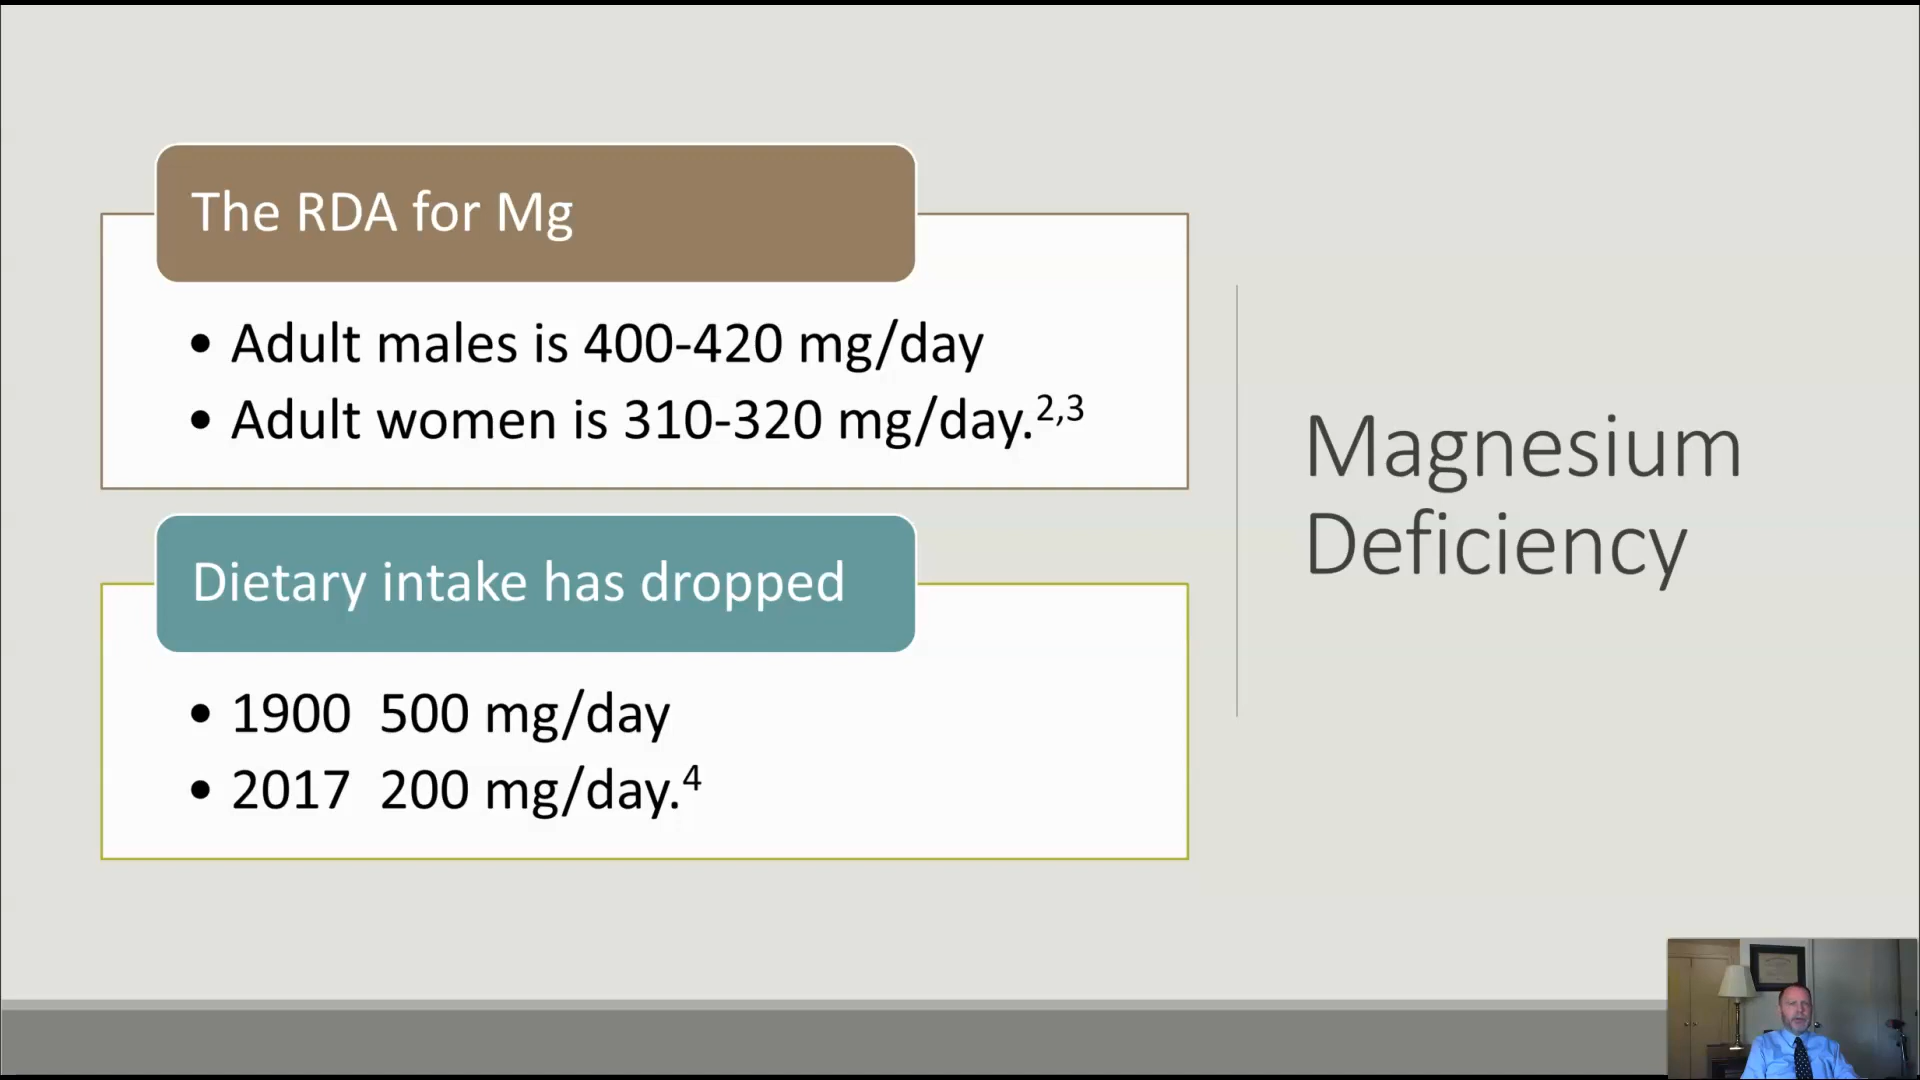 The RDA for Mg
• Adult males is 400-420 mg/day
• Adult women is 310-320 mg/day.2,3
Dietary intake has dropped
• 1900  500 mg/day
• 2017  200 mg/day.4
Magnesium
Deficiency